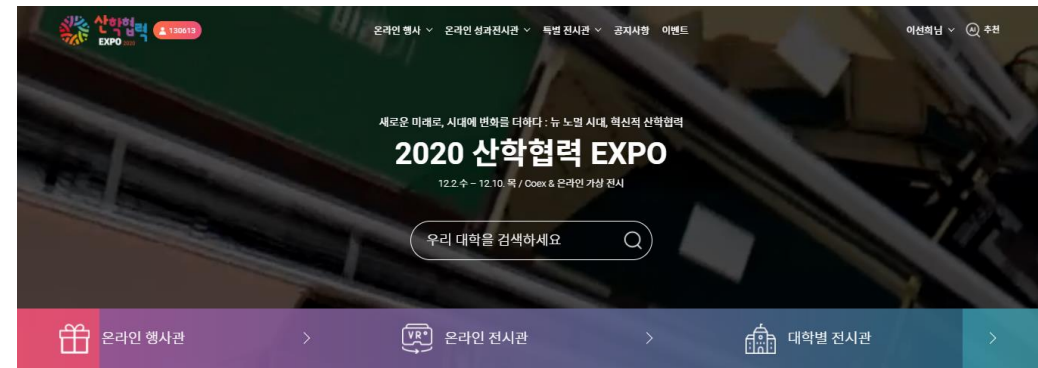 산학협력
EXPO 2020
130613
온라인 행사 온라인 성과전시관 특별 전시관 공지사항 이벤트
이선희님 AI 추천
새로운 미래로, 시대에 변화를 더하다 : 뉴 노멀 시대, 혁신적 산학협력
2020 산학협력 EXPO
12.2.수 – 12.10. 목 / Coex & 온라인 가상 전시
우리 대학을 검색하세요
온라인 행사관
VR 온라인 전시관
대학별 전시관